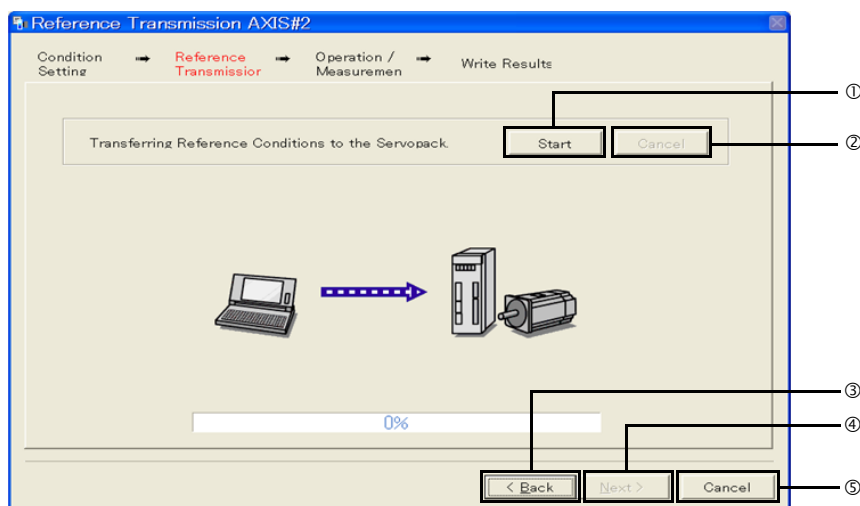 Reference Transmission AXIS#2
Condition Setting → Reference Transmissior → Operation / Measuremen → Write Results
①
Transferring Reference Conditions to the Servopack.
Start
Cancel
②
0%
③
④
< Back
Next >
Cancel
⑤